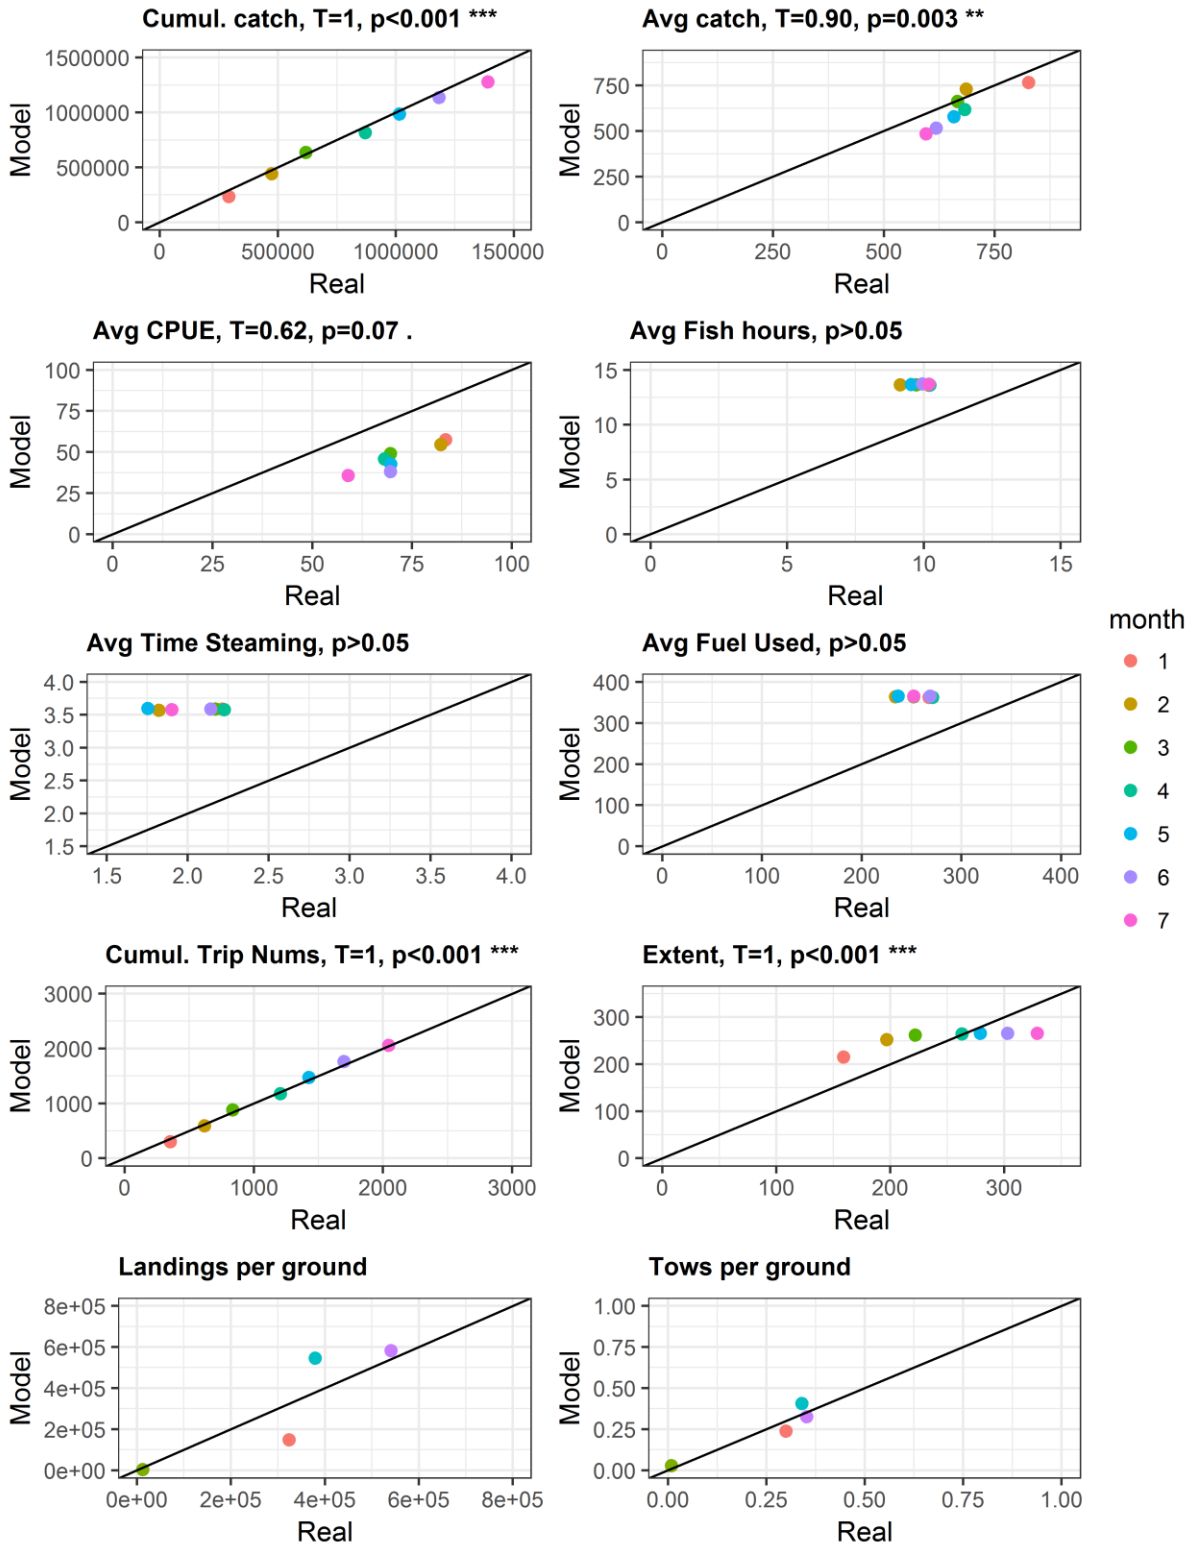 Cumul. catch, T=1, p<0.001 ***
Model
1500000
1000000
500000
0
0 500000 1000000 150000
Real
Avg catch, T=0.90, p=0.003 **
Model
750
500
250
0
0 250 500 750
Real
Avg CPUE, T=0.62, p=0.07 .
Model
100
75
50
25
0
0 25 50 75 100
Real
Avg Fish hours, p>0.05
Model
15
10
5
0
0 5 10 15
Real
Avg Time Steaming, p>0.05
Model
4.0
3.5
3.0
2.5
2.0
1.5
1.5 2.0 2.5 3.0 3.5 4.0
Real
Avg Fuel Used, p>0.05
Model
400
300
200
100
0
0 100 200 300 400
Real
Cumul. Trip Nums, T=1, p<0.001 ***
Model
3000
2000
1000
0
0 1000 2000 3000
Real
Extent, T=1, p<0.001 ***
Model
300
200
100
0
0 100 200 300
Real
Landings per ground
Model
8e+05
6e+05
4e+05
2e+05
0e+00
0e+00 2e+05 4e+05 6e+05 8e+05
Real
Tows per ground
Model
1.00
0.75
0.50
0.25
0.00
0.00 0.25 0.50 0.75 1.00
Real
month
1
2
3
4
5
6
7